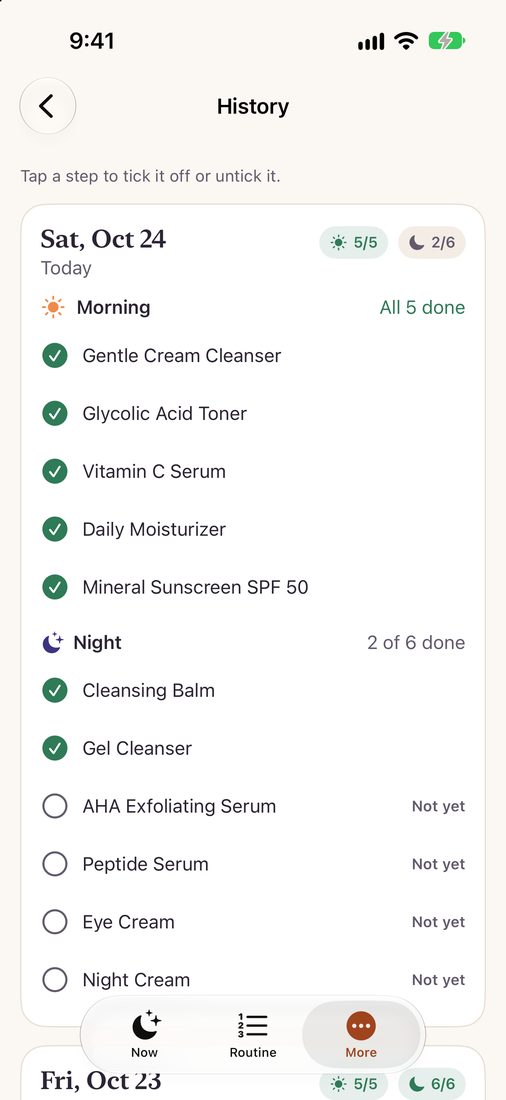 9:41
History
Tap a step to tick it off or untick it.
Sat, Oct 24 5/5 2/6
Today
Morning All 5 done
Gentle Cream Cleanser
Glycolic Acid Toner
Vitamin C Serum
Daily Moisturizer
Mineral Sunscreen SPF 50
Night 2 of 6 done
Cleansing Balm
Gel Cleanser
AHA Exfoliating Serum Not yet
Peptide Serum Not yet
Eye Cream Not yet
Night Cream Not yet
1 2 3
Now Routine More
Fri, Oct 23 5/5 6/6